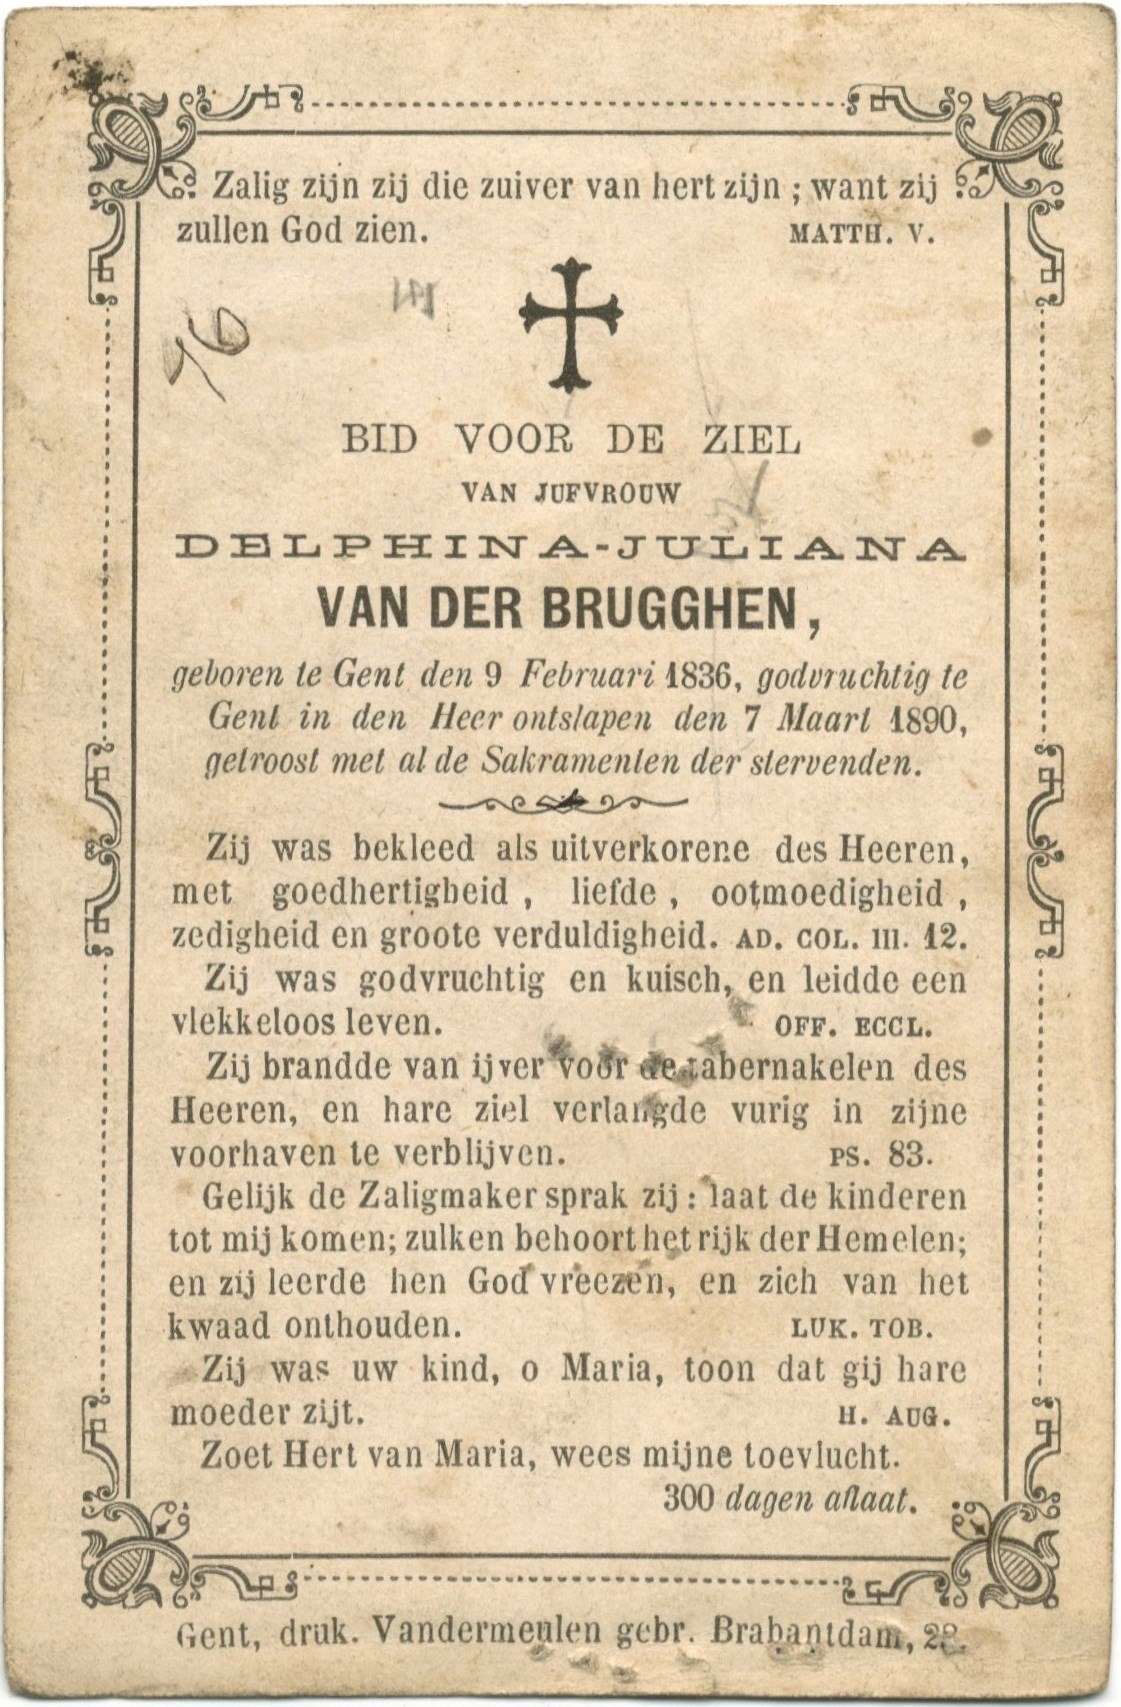 Zalig zijn zij die zuiver van hert zijn ; want zij
zullen God zien. MATTH. V.
76
BID VOOR DE ZIEL
VAN JUFVROUW
DELPHINA-JULIANA
VAN DER BRUGGHEN,
geboren te Gent den 9 Februari 1836, godvruchtig te
Gent in den Heer ontslapen den 7 Maart 1890,
getroost met al de Sakramenten der stervenden.
Zij was bekleed als uitverkorene des Heeren,
met goedhertigheid, liefde, ootmoedigheid,
zedigheid en groote verduldigheid. AD. COL. III. 12.
Zij was godvruchtig en kuisch, en leidde een
vlekkeloos leven. OFF. ECCL.
Zij brandde van ijver voor de tabernakelen des
Heeren, en hare ziel verlangde vurig in zijne
voorhaven te verblijven. PS. 83.
Gelijk de Zaligmaker sprak zij : laat de kinderen
tot mij komen; zulken behoort het rijk der Hemelen;
en zij leerde hen God vreezen, en zich van het
kwaad onthouden. LUK. TOB.
Zij was uw kind, o Maria, toon dat gij hare
moeder zijt. H. AUG.
Zoet Hert van Maria, wees mijne toevlucht.
300 dagen aflaat.
Gent, druk. Vandermeulen gebr. Brabantdam,